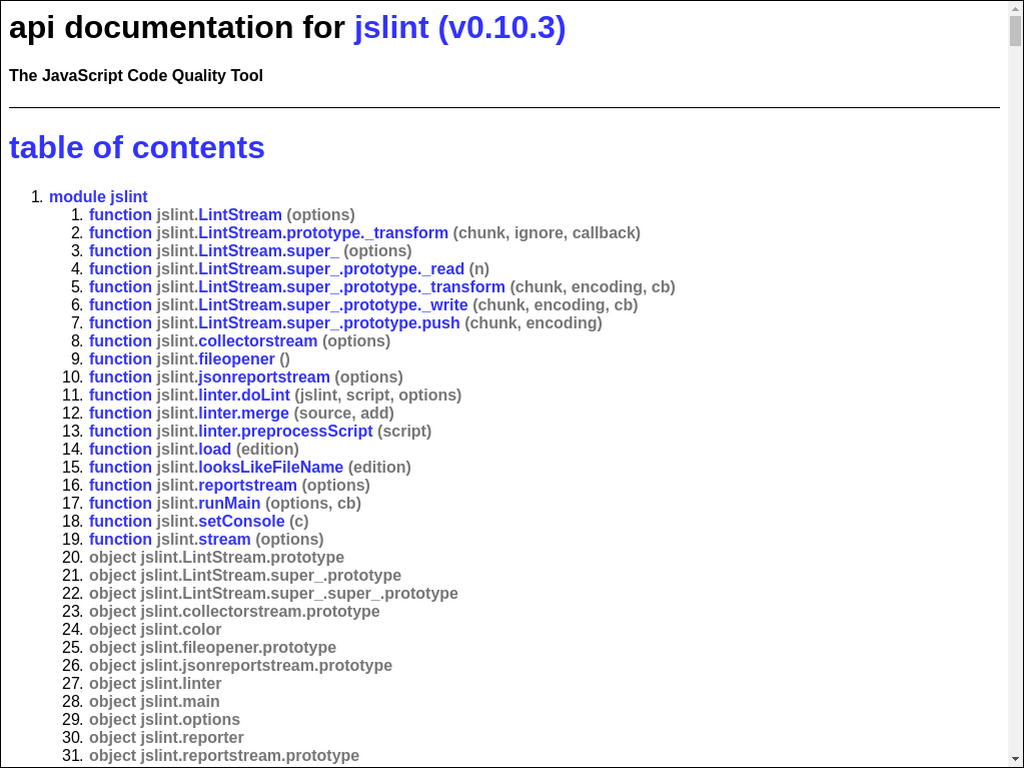 api documentation for jslint (v0.10.3)
The JavaScript Code Quality Tool
table of contents
1. module jslint
1. function jslint.LintStream (options)
2. function jslint.LintStream.prototype._transform (chunk, ignore, callback)
3. function jslint.LintStream.super_ (options)
4. function jslint.LintStream.super_.prototype._read (n)
5. function jslint.LintStream.super_.prototype._transform (chunk, encoding, cb)
6. function jslint.LintStream.super_.prototype._write (chunk, encoding, cb)
7. function jslint.LintStream.super_.prototype.push (chunk, encoding)
8. function jslint.collectorstream (options)
9. function jslint.fileopener ()
10. function jslint.jsonreportstream (options)
11. function jslint.linter.doLint (jslint, script, options)
12. function jslint.linter.merge (source, add)
13. function jslint.linter.preprocessScript (script)
14. function jslint.load (edition)
15. function jslint.looksLikeFileName (edition)
16. function jslint.reportstream (options)
17. function jslint.runMain (options, cb)
18. function jslint.setConsole (c)
19. function jslint.stream (options)
20. object jslint.LintStream.prototype
21. object jslint.LintStream.super_.prototype
22. object jslint.LintStream.super_.super_.prototype
23. object jslint.collectorstream.prototype
24. object jslint.color
25. object jslint.fileopener.prototype
26. object jslint.jsonreportstream.prototype
27. object jslint.linter
28. object jslint.main
29. object jslint.options
30. object jslint.reporter
31. object jslint.reportstream.prototype